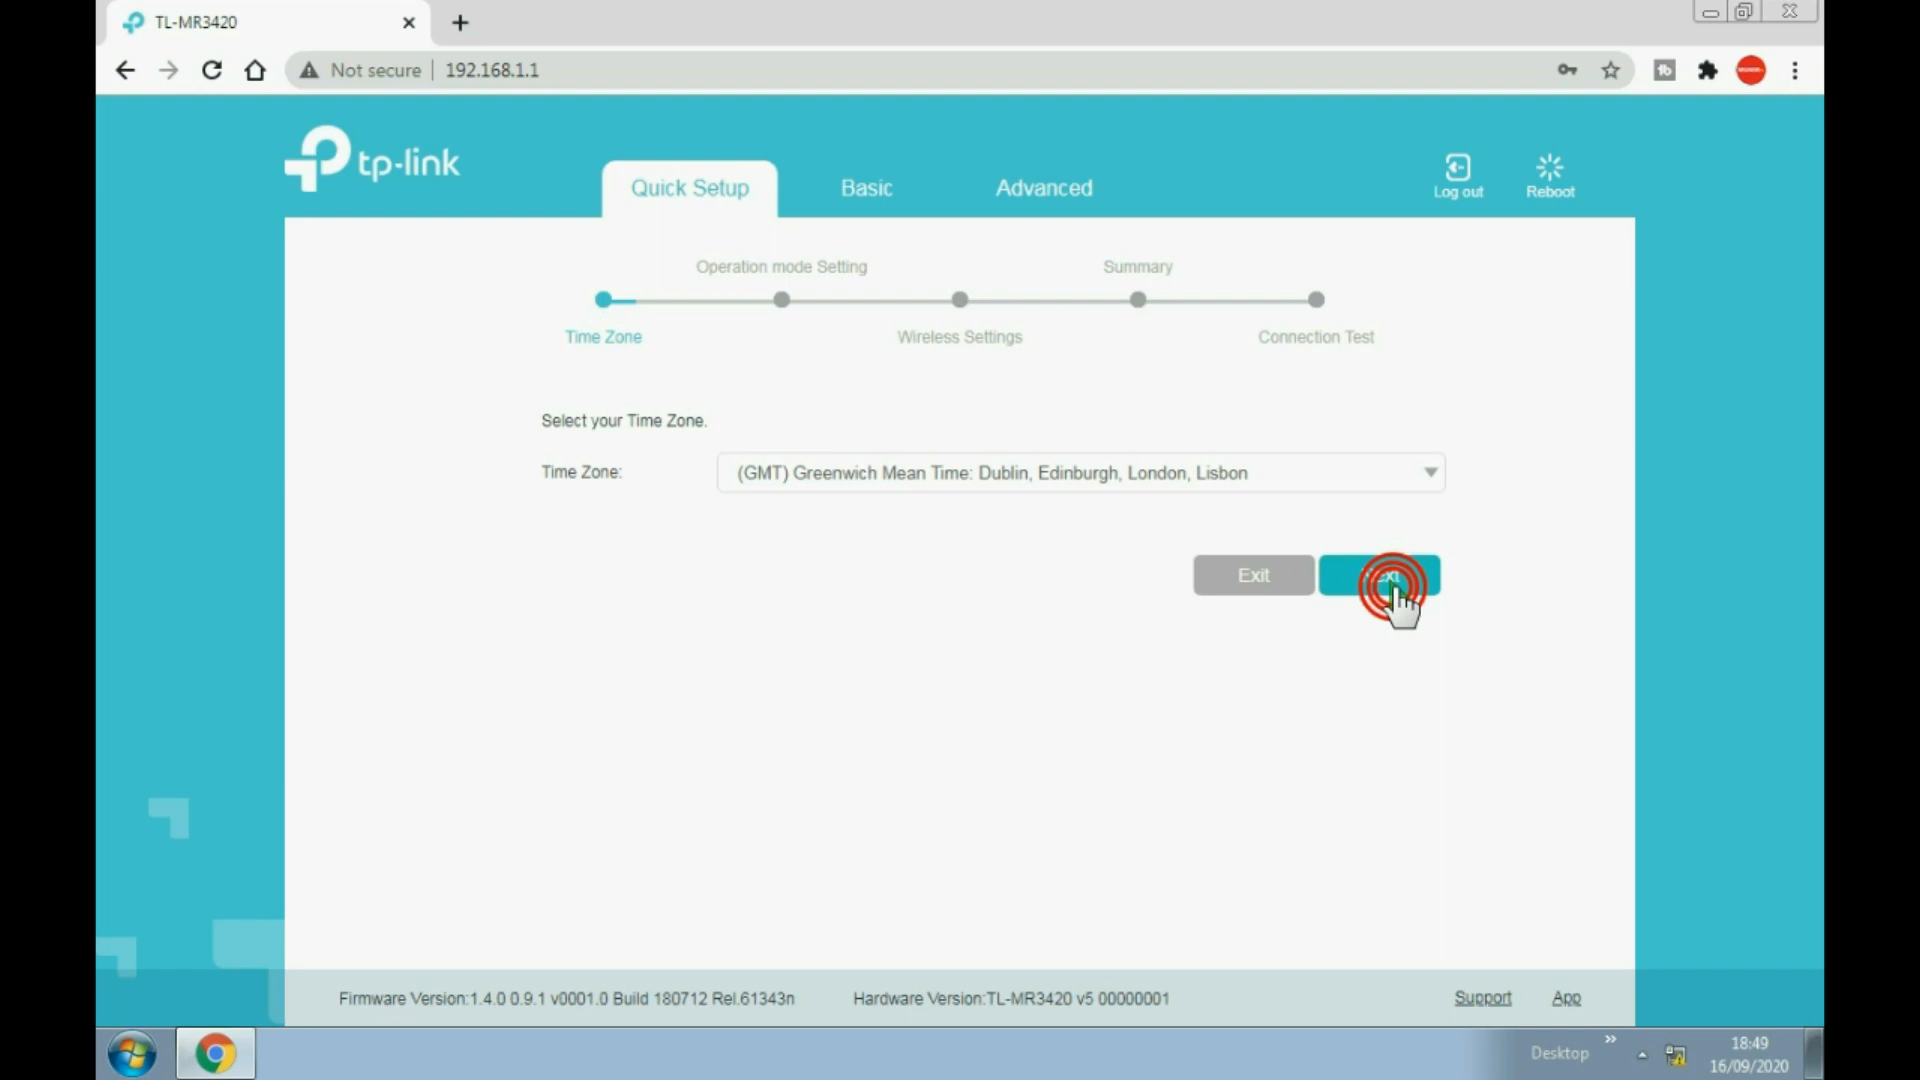 TL-MR3420
Not secure 192.168.1.1
tp-link
Quick Setup Basic Advanced
Log out Reboot
Operation mode Setting Summary
Time Zone Wireless Settings Connection Test
Select your Time Zone.
Time Zone: (GMT) Greenwich Mean Time: Dublin, Edinburgh, London, Lisbon
Exit
Firmware Version:1.4.0 0.9.1 v0001.0 Build 180712 Rel.61343n Hardware Version:TL-MR3420 v5 00000001 Support App
Desktop
18:49
16/09/2020